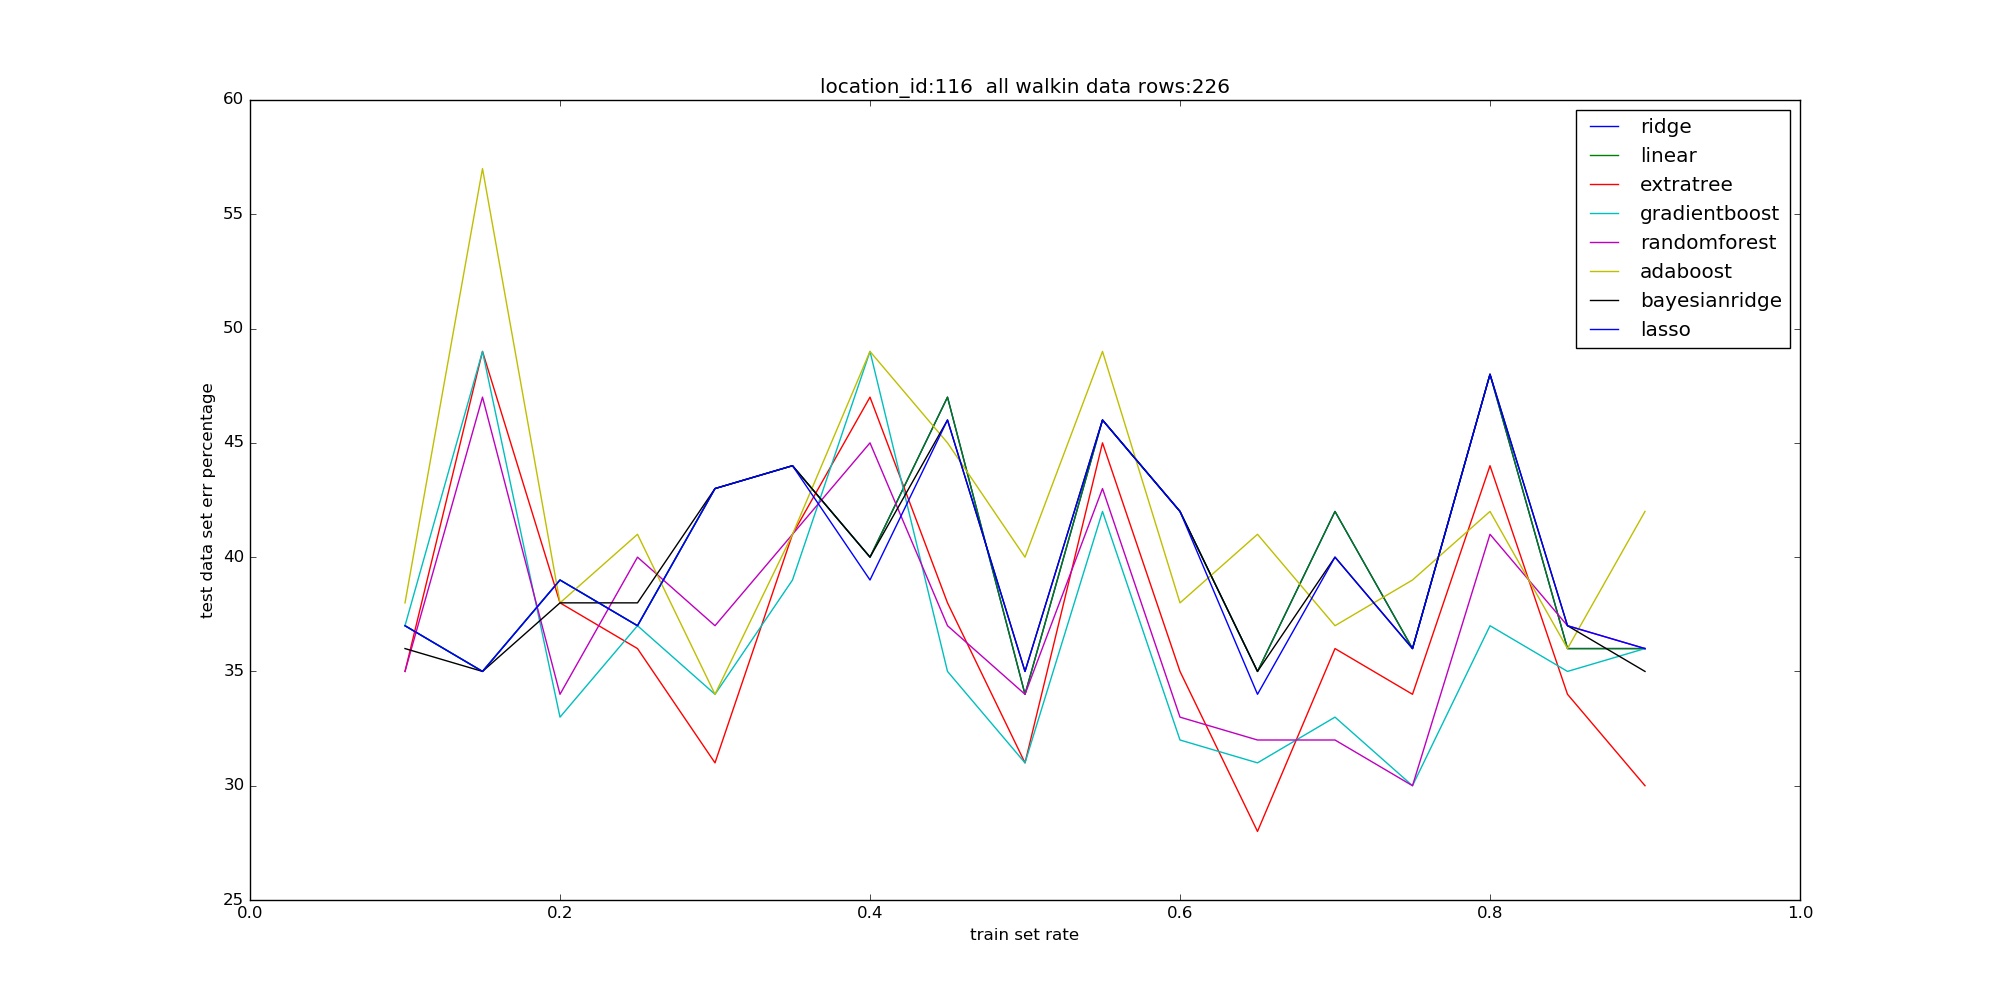 location_id:116  all walkin data rows:226
60
55
50
45
40
35
30
25
test data set err percentage
0.0
0.2
0.4
0.6
0.8
1.0
train set rate
ridge
linear
extratree
gradientboost
randomforest
adaboost
bayesianridge
lasso